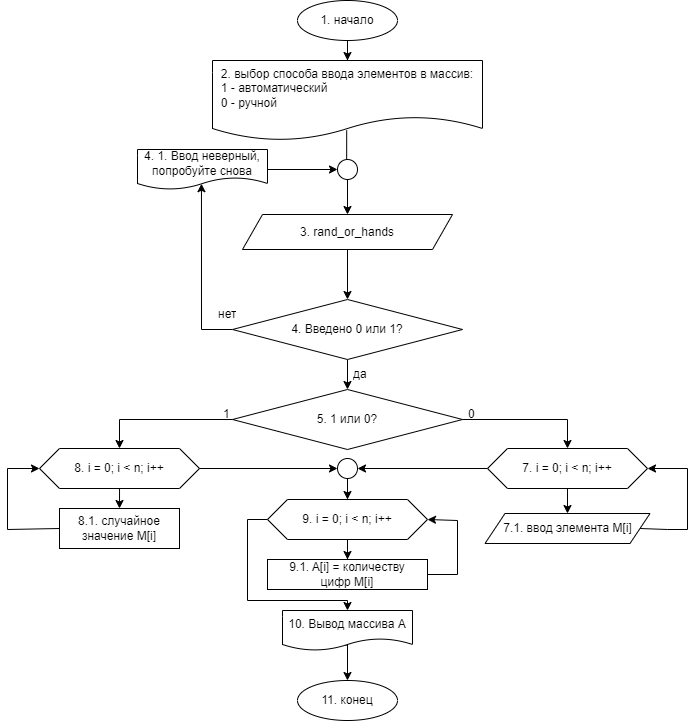 1. начало
2. выбор способа ввода элементов в массив:
1 - автоматический
0 - ручной
4. 1. Ввод неверный,
попробуйте снова
3. rand_or_hands
нет
4. Введено 0 или 1?
да
1
5. 1 или 0?
0
8. i = 0; i < n; i++
7. i = 0; i < n; i++
8.1. случайное
значение M[i]
9. i = 0; i < n; i++
7.1. ввод элемента M[i]
9.1. A[i] = количеству
цифр M[i]
10. Вывод массива А
11. конец